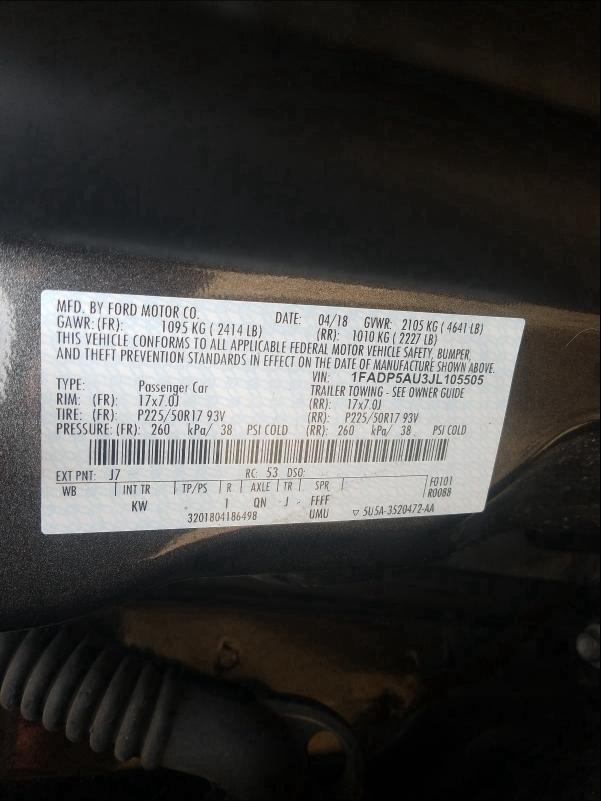 MFD. BY FORD MOTOR CO. DATE: 04/18 GVWR: 2105 KG ( 4641 LB)
GAWR: (FR): 1095 KG ( 2414 LB) (RR): 1010 KG ( 2227 LB)
THIS VEHICLE CONFORMS TO ALL APPLICABLE FEDERAL MOTOR VEHICLE SAFETY, BUMPER,
AND THEFT PREVENTION STANDARDS IN EFFECT ON THE DATE OF MANUFACTURE SHOWN ABOVE.
VIN: 1FADP5AU3JL105505
TYPE: Passenger Car TRAILER TOWING - SEE OWNER GUIDE
RIM: (FR): 17x7.0J (RR): 17x7.0J
TIRE: (FR): P225/50R17 93V (RR): P225/50R17 93V
PRESSURE: (FR): 260 kPa/ 38 PSI COLD (RR): 260 kPa/ 38 PSI COLD
EXT PNT: J7 RC: 53 DSO: F0101
WB INT TR TP/PS R AXLE TR SPR R0088
KW 1 QN J FFFF
3201804186498 UMU ▽ 5U5A-3520472-AA